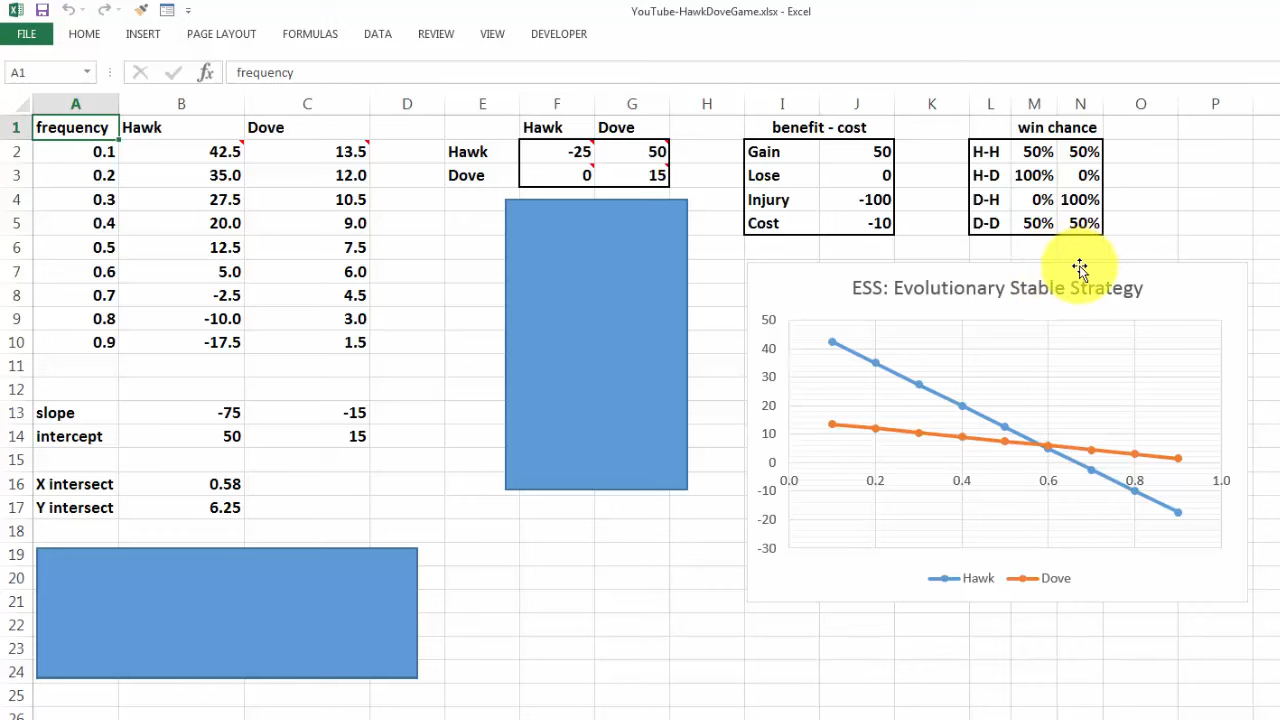 YouTube-HawkDoveGame.xlsx - Excel
FILE HOME INSERT PAGE LAYOUT FORMULAS DATA REVIEW VIEW DEVELOPER
A1 fx frequency
A B C D E F G H I J K L M N O P
1 frequency Hawk Dove Hawk Dove benefit - cost win chance
2 0.1 42.5 13.5 Hawk -25 50 Gain 50 H-H 50% 50%
3 0.2 35.0 12.0 Dove 0 15 Lose 0 H-D 100% 0%
4 0.3 27.5 10.5 Injury -100 D-H 0% 100%
5 0.4 20.0 9.0 Cost -10 D-D 50% 50%
6 0.5 12.5 7.5
7 0.6 5.0 6.0
8 0.7 -2.5 4.5
9 0.8 -10.0 3.0
10 0.9 -17.5 1.5
11
12
13 slope -75 -15
14 intercept 50 15
15
16 X intersect 0.58
17 Y intersect 6.25
18
19
20
21
22
23
24
25
26
ESS: Evolutionary Stable Strategy
50
40
30
20
10
0
0.0 0.2 0.4 0.6 0.8 1.0
-10
-20
-30
Hawk Dove